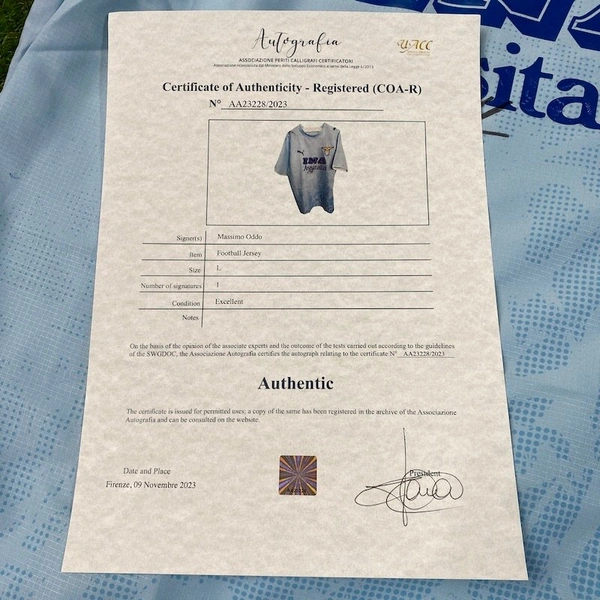 INA
Assitalia
Autografia
UACC
ASSOCIAZIONE PERITI CALLIGRAFI CERTIFICATORI
Certificate of Authenticity - Registered (COA-R)
N° AA23228/2023
INA
Signer(s) Massimo Oddo
Item Football Jersey
Size L
Number of signatures 1
Condition Excellent
Notes
On the basis of the opinion of the associate experts and the outcome of the tests carried out according to the guidelines
of the SWGDOC, the Associazione Autografia certifies the autograph relating to the certificate N° AA23228/2023
Authentic
The certificate is issued for permitted uses; a copy of the same has been registered in the archive of the Associazione
Autografia and can be consulted on the website.
Date and Place
Firenze, 09 Novembre 2023
President